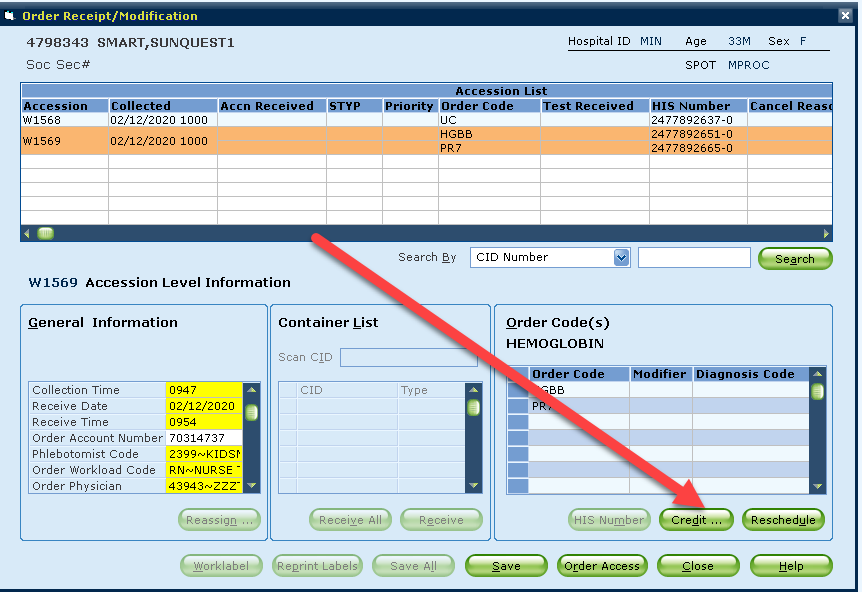 Order Receipt/Modification
4798343 SMART,SUNQUEST1
Hospital ID MIN Age 33M Sex F
Soc Sec#
SPOT MPROC
Accession List
Accession Collected Accn Received STYP Priority Order Code Test Received HIS Number Cancel Reaso
W1568 02/12/2020 1000 UC 2477892637-0
W1569 02/12/2020 1000 HGBB 2477892651-0
PR7 2477892665-0
Search By CID Number Search
W1569 Accession Level Information
General Information
Collection Time 0947
Receive Date 02/12/2020
Receive Time 0954
Order Account Number 70314737
Phlebotomist Code 2399~KIDSM
Order Workload Code RN~NURSE
Order Physician 43943~ZZZ
Reassign ...
Container List
Scan CID
CID Type
Receive All Receive
Order Code(s)
HEMOGLOBIN
Order Code Modifier Diagnosis Code
GBB
PR7
HIS Number Credit ... Reschedule
Worklabel Reprint Labels Save All Save Order Access Close Help